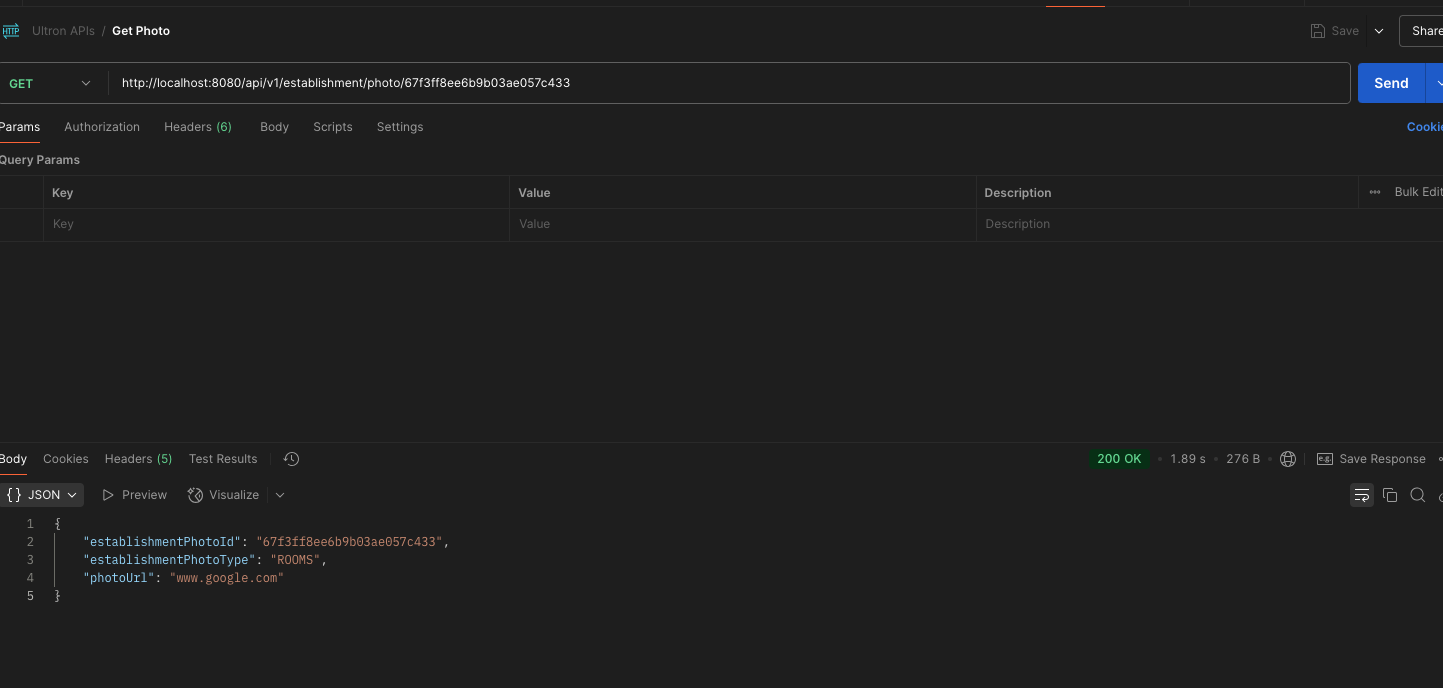 HTTP Ultron APIs / Get Photo Save Share
GET http://localhost:8080/api/v1/establishment/photo/67f3ff8ee6b9b03ae057c433 Send
Params Authorization Headers (6) Body Scripts Settings Cookie
Query Params
Key Value Description ••• Bulk Edit
Key Value Description
Body Cookies Headers (5) Test Results 200 OK • 1.89 s • 276 B • e.g. Save Response
{} JSON Preview Visualize
1 {
2 "establishmentPhotoId": "67f3ff8ee6b9b03ae057c433",
3 "establishmentPhotoType": "ROOMS",
4 "photoUrl": "www.google.com"
5 }